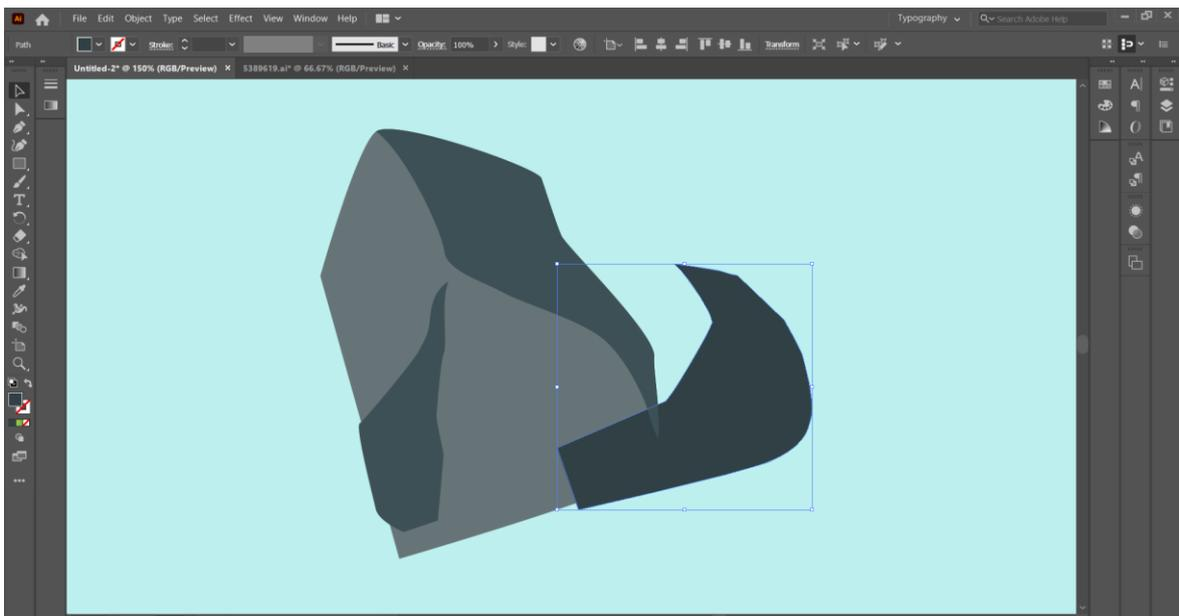 Ai File Edit Object Type Select Effect View Window Help Typography Search Adobe Help
Path Stroke: Basic Opacity: 100% Style: Transform
Untitled-2* @ 150% (RGB/Preview) × 5389619.ai* @ 66.67% (RGB/Preview) ×